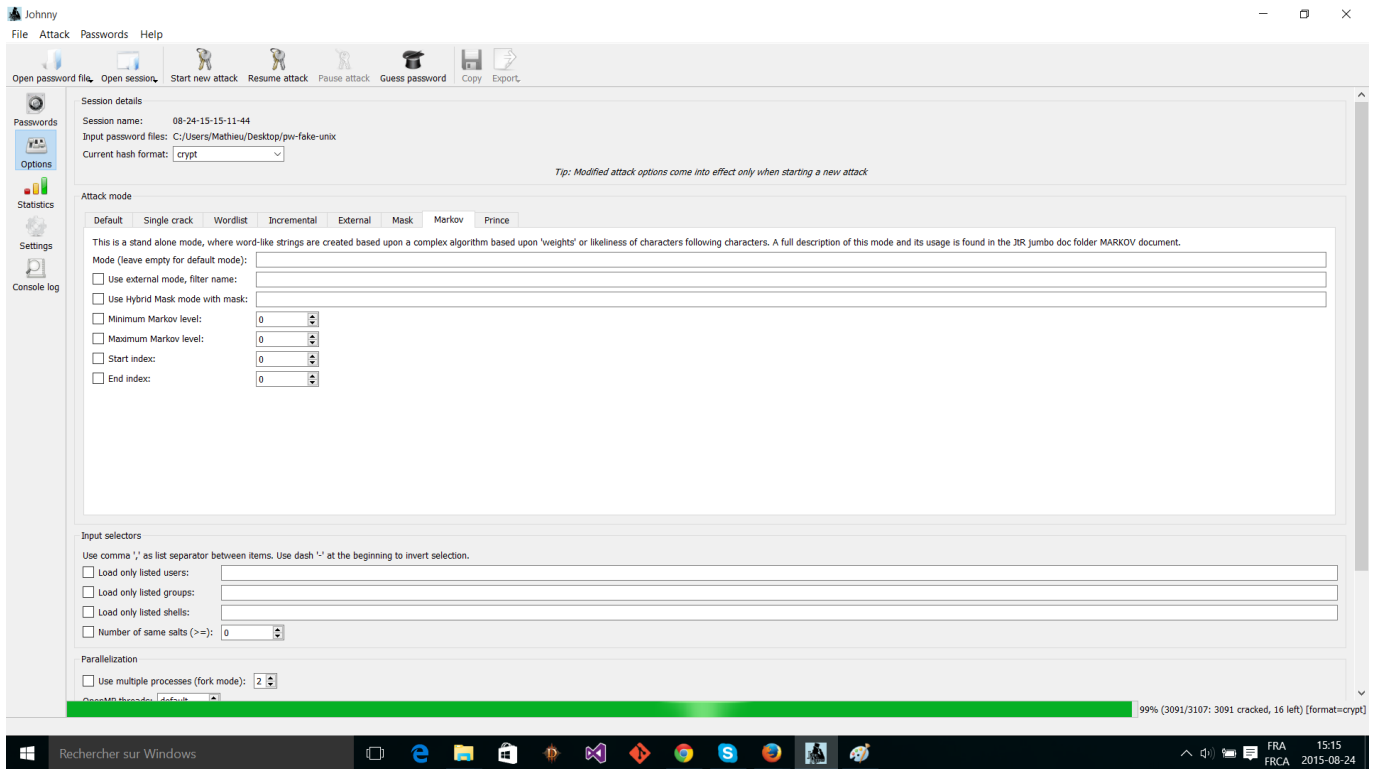 Johnny
File Attack Passwords Help
Open password file Open session Start new attack Resume attack Pause attack Guess password Copy Export
Passwords
Options
Statistics
Settings
Console log
Session details
Session name: 08-24-15-15-11-44
Input password files: C:/Users/Mathieu/Desktop/pw-fake-unix
Current hash format: crypt
Tip: Modified attack options come into effect only when starting a new attack
Attack mode
Default Single crack Wordlist Incremental External Mask Markov Prince
This is a stand alone mode, where word-like strings are created based upon a complex algorithm based upon 'weights' or likeliness of characters following characters. A full description of this mode and its usage is found in the JtR jumbo doc folder MARKOV document.
Mode (leave empty for default mode):
Use external mode, filter name:
Use Hybrid Mask mode with mask:
Minimum Markov level: 0
Maximum Markov level: 0
Start index: 0
End index: 0
Input selectors
Use comma ',' as list separator between items. Use dash '-' at the beginning to invert selection.
Load only listed users:
Load only listed groups:
Load only listed shells:
Number of same salts (>=): 0
Parallelization
Use multiple processes (fork mode): 2
OpenMP threads: default
99% (3091/3107: 3091 cracked, 16 left) [format=crypt]
Rechercher sur Windows
FRA 15:15
FRCA 2015-08-24